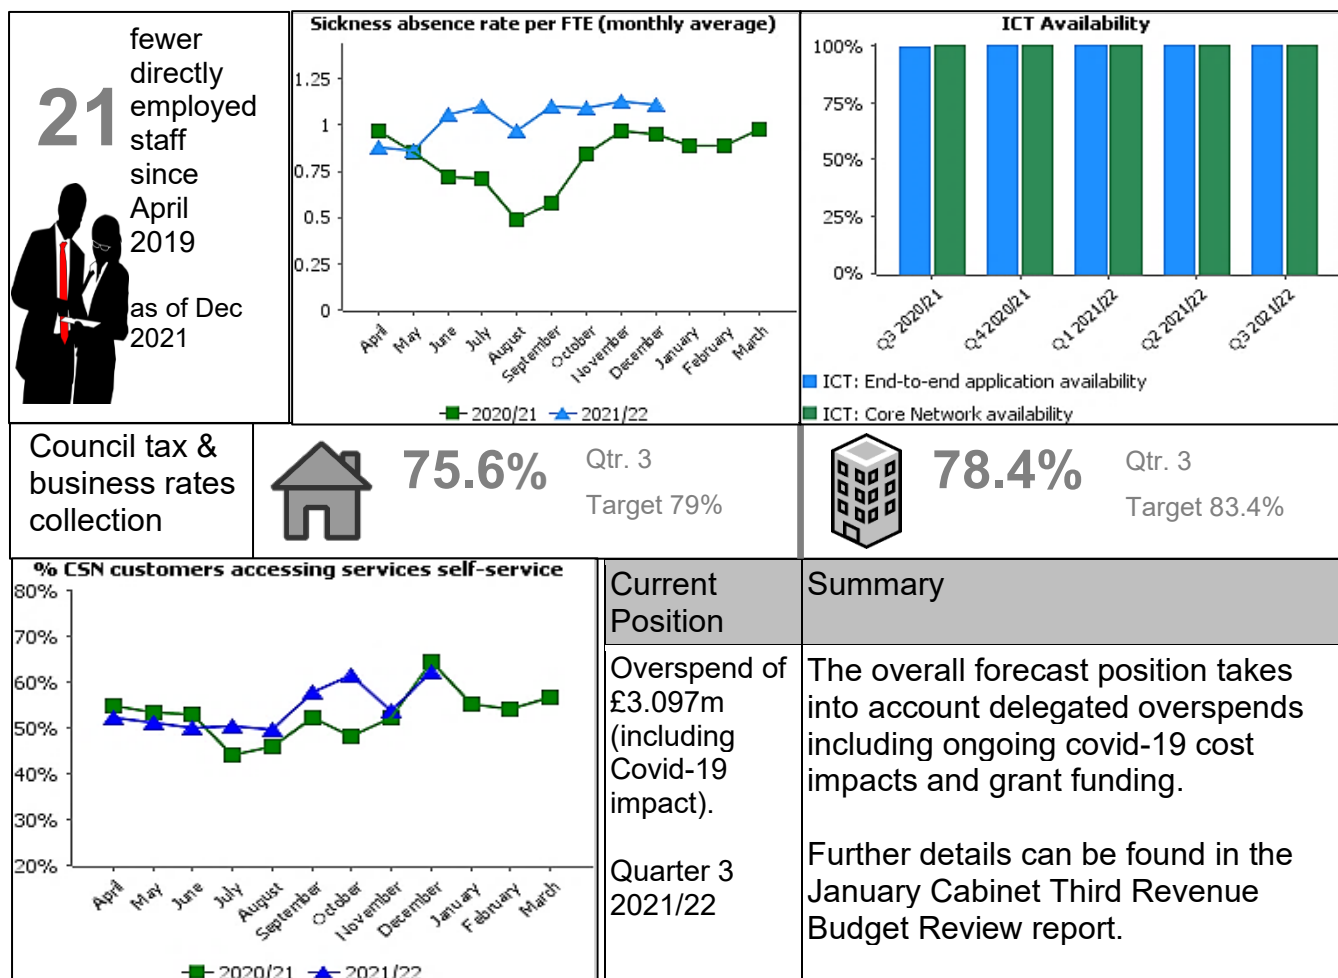 21
fewer
directly
employed
staff
since
April
2019
as of Dec
2021
Sickness absence rate per FTE (monthly average)
1.25
1
0.75
0.5
0.25
0
April
May
June
July
August
September
October
November
December
January
February
March
2020/21
2021/22
ICT Availability
100%
75%
50%
25%
0%
Q3 2020/21
Q4 2020/21
Q1 2021/22
Q2 2021/22
Q3 2021/22
ICT: End-to-end application availability
ICT: Core Network availability
Council tax &
business rates
collection
75.6%
Qtr. 3
Target 79%
78.4%
Qtr. 3
Target 83.4%
% CSN customers accessing services self-service
80%
70%
60%
50%
40%
30%
20%
April
May
June
July
August
September
October
November
December
January
February
March
2020/21
2021/22
Current
Position
Summary
Overspend of
£3.097m
(including
Covid-19
impact).
Quarter 3
2021/22
The overall forecast position takes
into account delegated overspends
including ongoing covid-19 cost
impacts and grant funding.
Further details can be found in the
January Cabinet Third Revenue
Budget Review report.